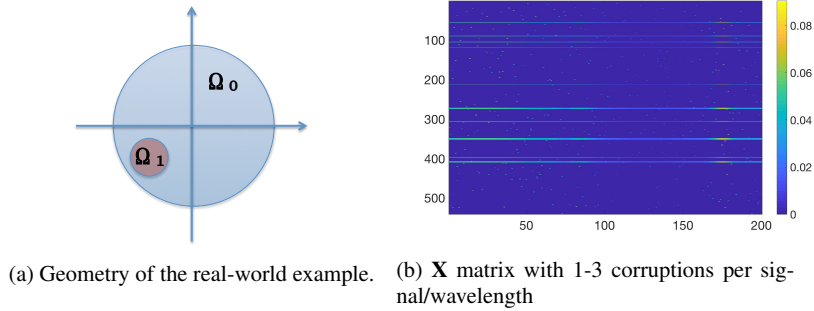 Ω 0
Ω 1
(a) Geometry of the real-world example.
100
200
300
400
500
50
100
150
200
0.08
0.06
0.04
0.02
0
(b) X matrix with 1-3 corruptions per sig-
nal/wavelength